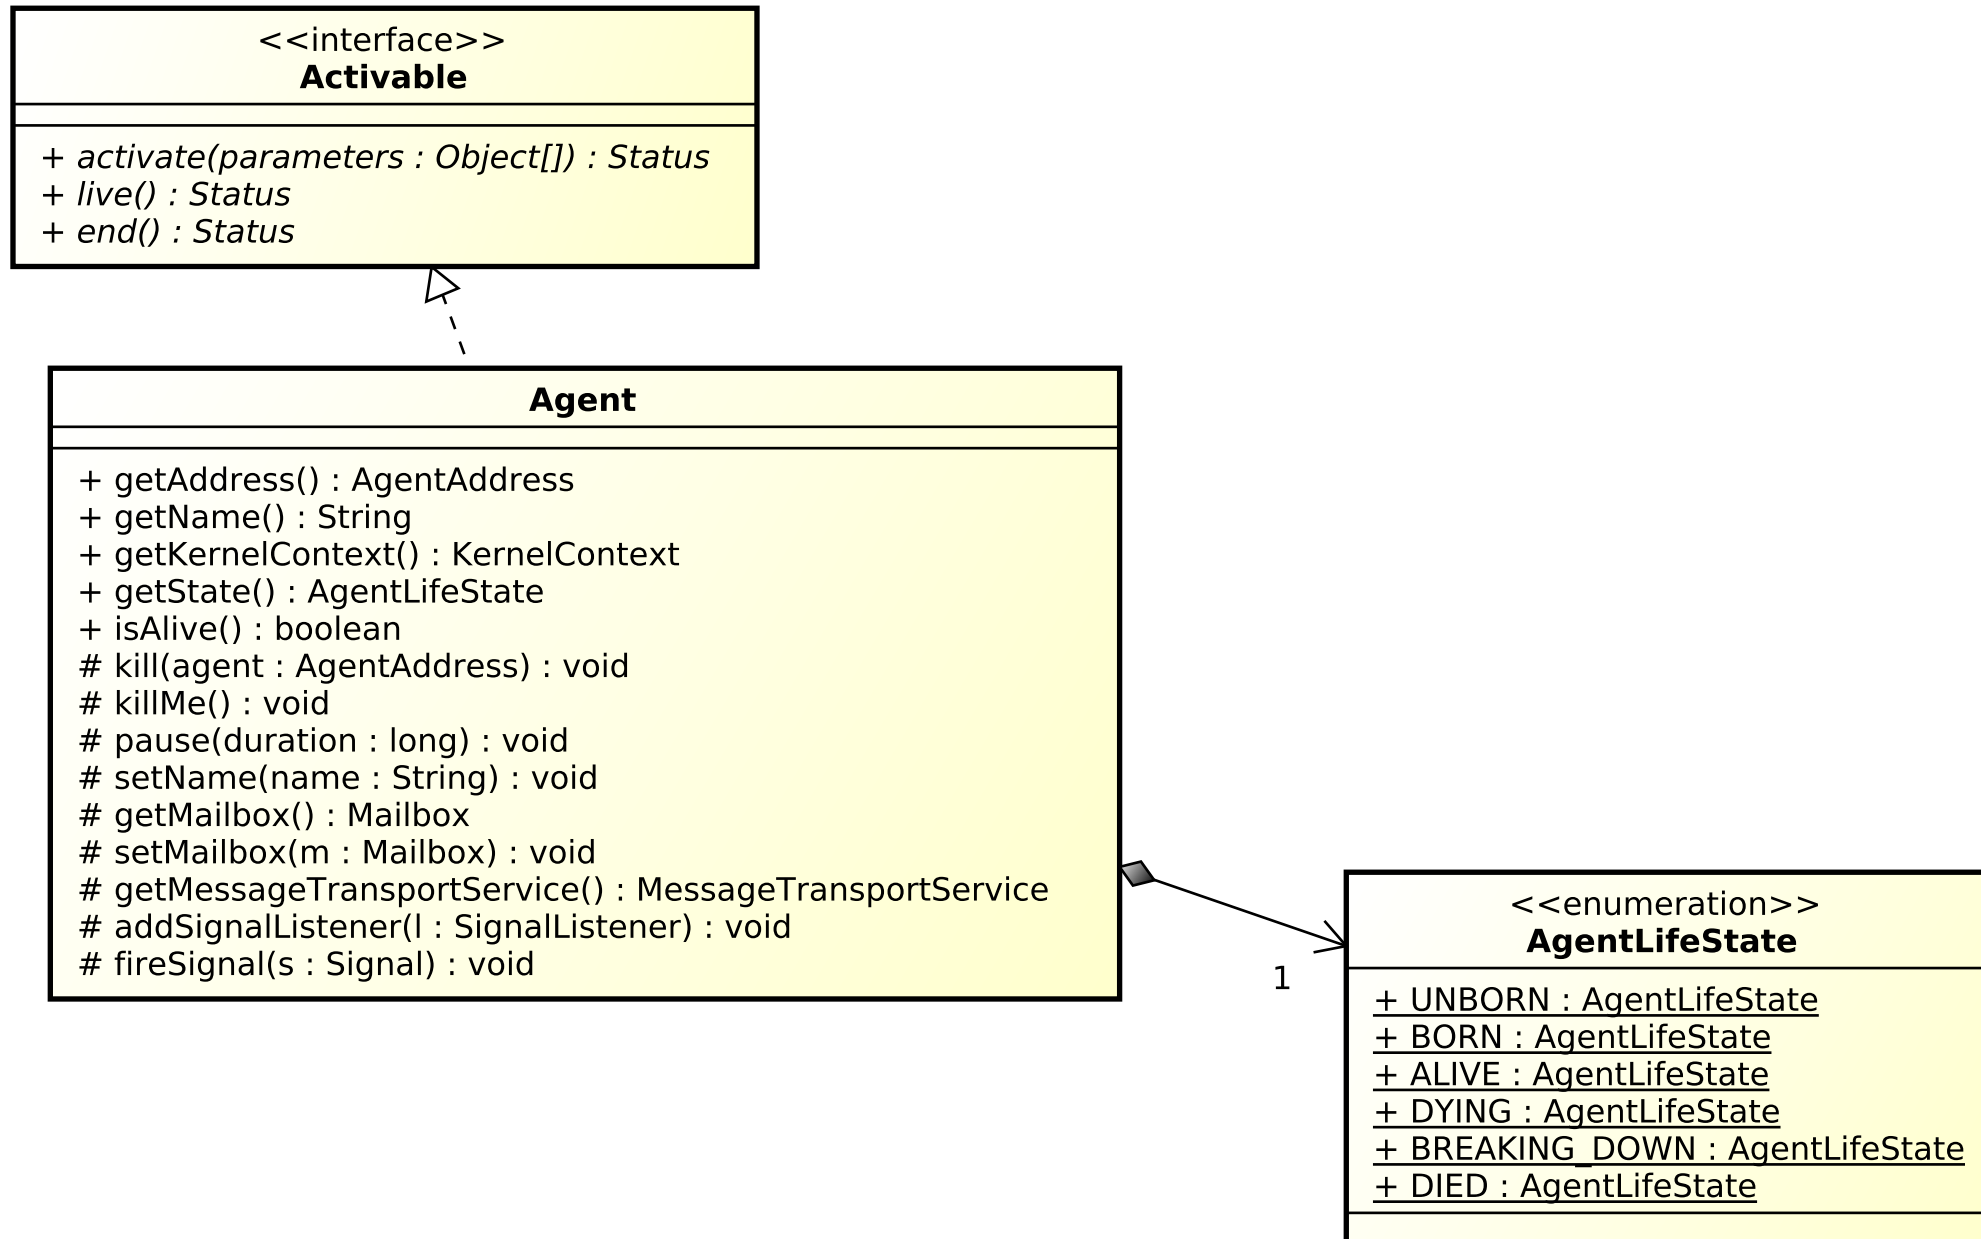 <<interface>>
Activable
+ activate(parameters : Object[]) : Status
+ live() : Status
+ end() : Status
Agent
+ getAddress() : AgentAddress
+ getName() : String
+ getKernelContext() : KernelContext
+ getState() : AgentLifeState
+ isAlive() : boolean
# kill(agent : AgentAddress) : void
# killMe() : void
# pause(duration : long) : void
# setName(name : String) : void
# getMailbox() : Mailbox
# setMailbox(m : Mailbox) : void
# getMessageTransportService() : MessageTransportService
# addSignalListener(l : SignalListener) : void
# fireSignal(s : Signal) : void
1
<<enumeration>>
AgentLifeState
+ UNBORN : AgentLifeState
+ BORN : AgentLifeState
+ ALIVE : AgentLifeState
+ DYING : AgentLifeState
+ BREAKING_DOWN : AgentLifeState
+ DIED : AgentLifeState